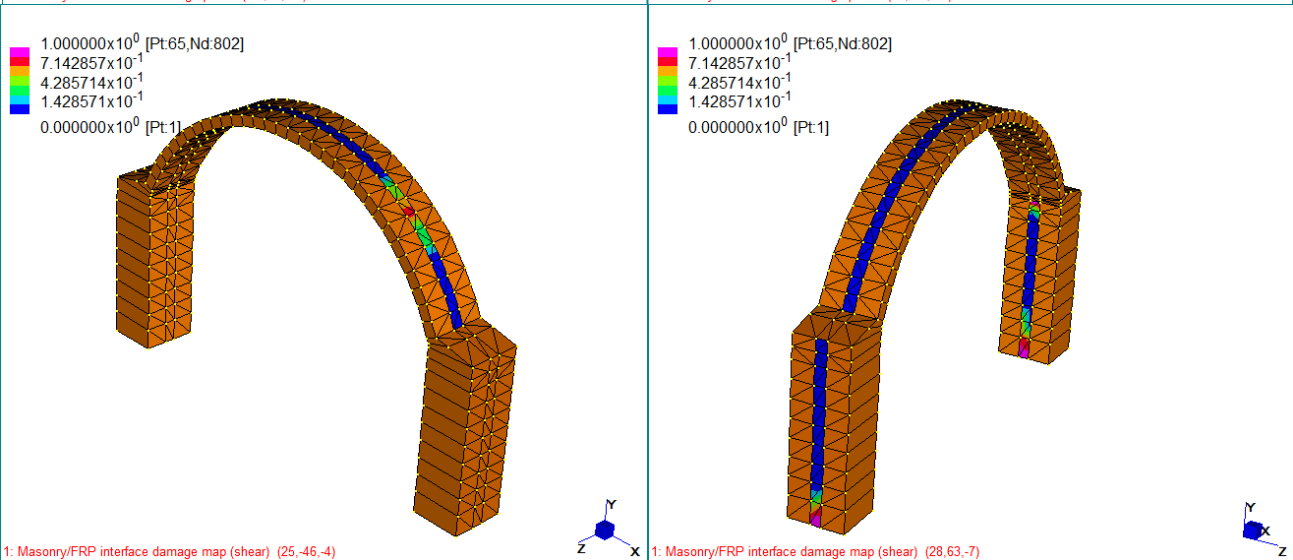 1.000000x10⁰ [Pt:65,Nd:802]
7.142857x10⁻¹
4.285714x10⁻¹
1.428571x10⁻¹
0.000000x10⁰ [Pt:1]
Y
Z
X
1: Masonry/FRP interface damage map (shear) (25,-46,-4)
1.000000x10⁰ [Pt:65,Nd:802]
7.142857x10⁻¹
4.285714x10⁻¹
1.428571x10⁻¹
0.000000x10⁰ [Pt:1]
Y
X
Z
1: Masonry/FRP interface damage map (shear) (28,63,-7)